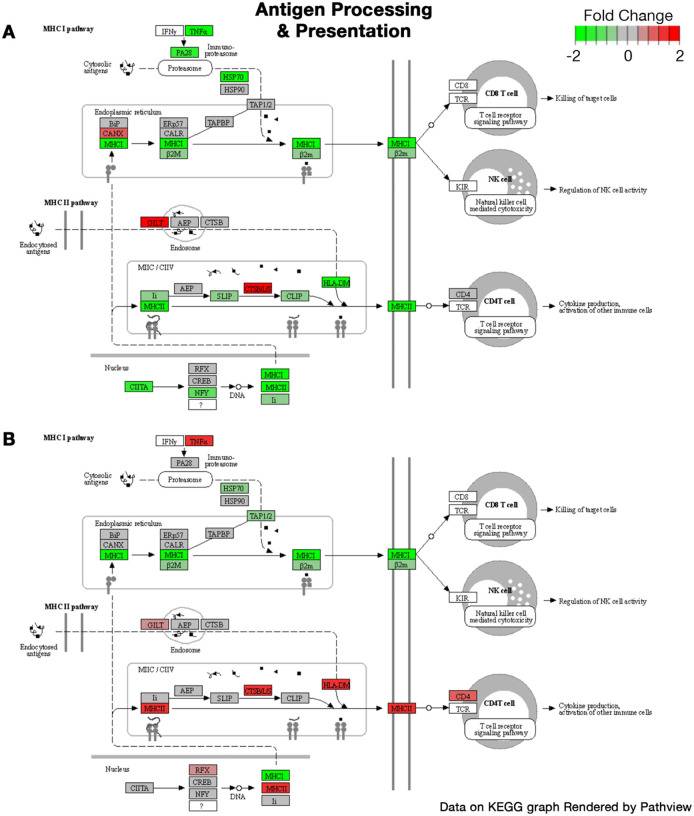 Antigen Processing
& Presentation
Fold Change
-2 0 2
A
MHC I pathway
IFNγ TNFα
PA28
Immuno-
proteasome
Cytosolic
antigens
Proteasome
HSP70
HSP90
TAP1/2
Endoplasmic reticulum
BiP
CANX
MHCI
ERp57
CALR
MHCI
β2M
TAPBP
MHCI
β2m
MHCI
β2m
CD8
TCR
CD8 T cell
T cell receptor
signaling pathway
Killing of target cells
KIR
NK cell
Natural killer cell
mediated cytotoxicity
Regulation of NK cell activity
MHC II pathway
Endocytosed
antigens
GILT AEP CTSB
Endosome
MIIC / CIIV
Ii
MHCII
AEP
SLIP
CTSB/L/S
CLIP
HLA-DM
MHCII
CD4
TCR
CD4T cell
T cell receptor
signaling pathway
Cytokine production,
activation of other immune cells
Nucleus
CIITA
RFX
CREB
NFY
?
DNA
MHCI
MHCII
Ii
B
MHC I pathway
IFNγ TNFα
PA28
Immuno-
proteasome
Cytosolic
antigens
Proteasome
HSP70
HSP90
TAP1/2
Endoplasmic reticulum
BiP
CANX
MHCI
ERp57
CALR
MHCI
β2M
TAPBP
MHCI
β2m
MHCI
β2m
CD8
TCR
CD8 T cell
T cell receptor
signaling pathway
Killing of target cells
KIR
NK cell
Natural killer cell
mediated cytotoxicity
Regulation of NK cell activity
MHC II pathway
Endocytosed
antigens
GILT AEP CTSB
Endosome
MIIC / CIIV
Ii
MHCII
AEP
SLIP
CTSB/L/S
CLIP
HLA-DM
MHCII
CD4
TCR
CD4T cell
T cell receptor
signaling pathway
Cytokine production,
activation of other immune cells
Nucleus
CIITA
RFX
CREB
NFY
?
DNA
MHCI
MHCII
Ii
Data on KEGG graph Rendered by Pathview